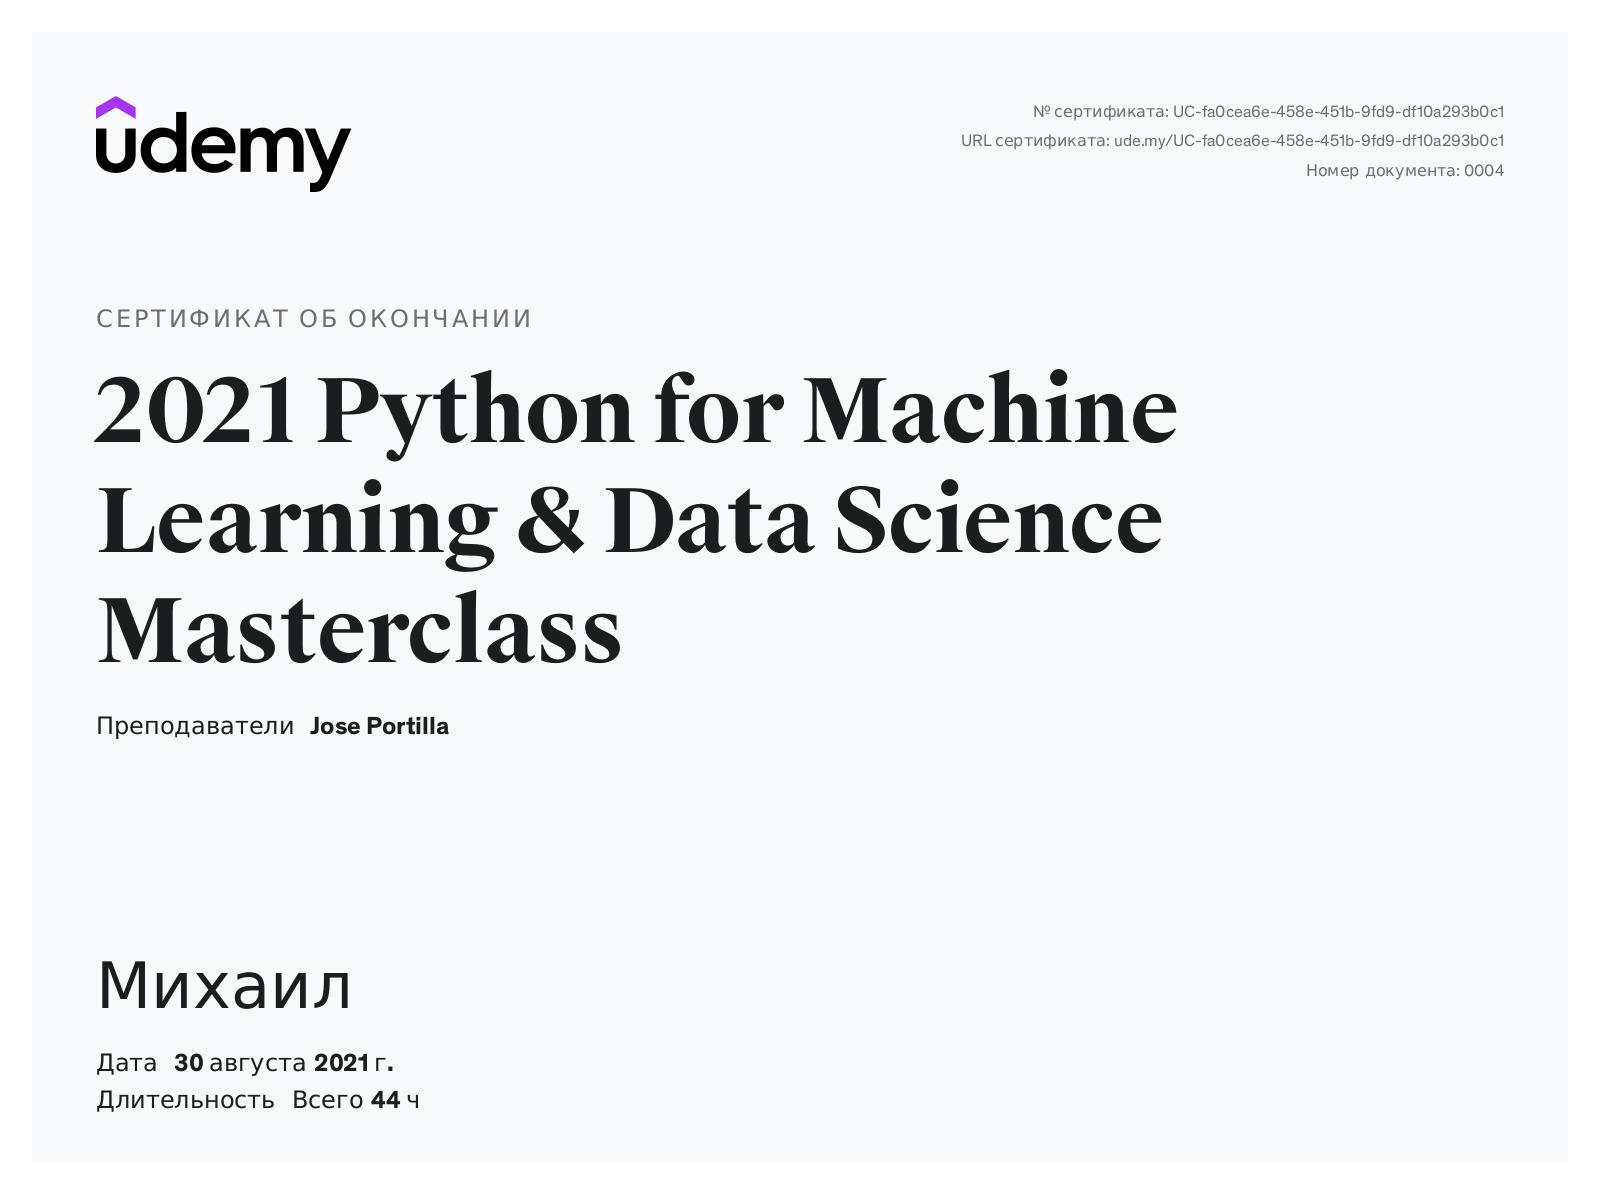 udemy
№ сертификата: UC-fa0cea6e-458e-451b-9fd9-df10a293b0c1
URL сертификата: ude.my/UC-fa0cea6e-458e-451b-9fd9-df10a293b0c1
Номер документа: 0004
СЕРТИФИКАТ ОБ ОКОНЧАНИИ
2021 Python for Machine
Learning & Data Science
Masterclass
Преподаватели Jose Portilla
Михаил
Дата 30 августа 2021 г.
Длительность Всего 44 ч